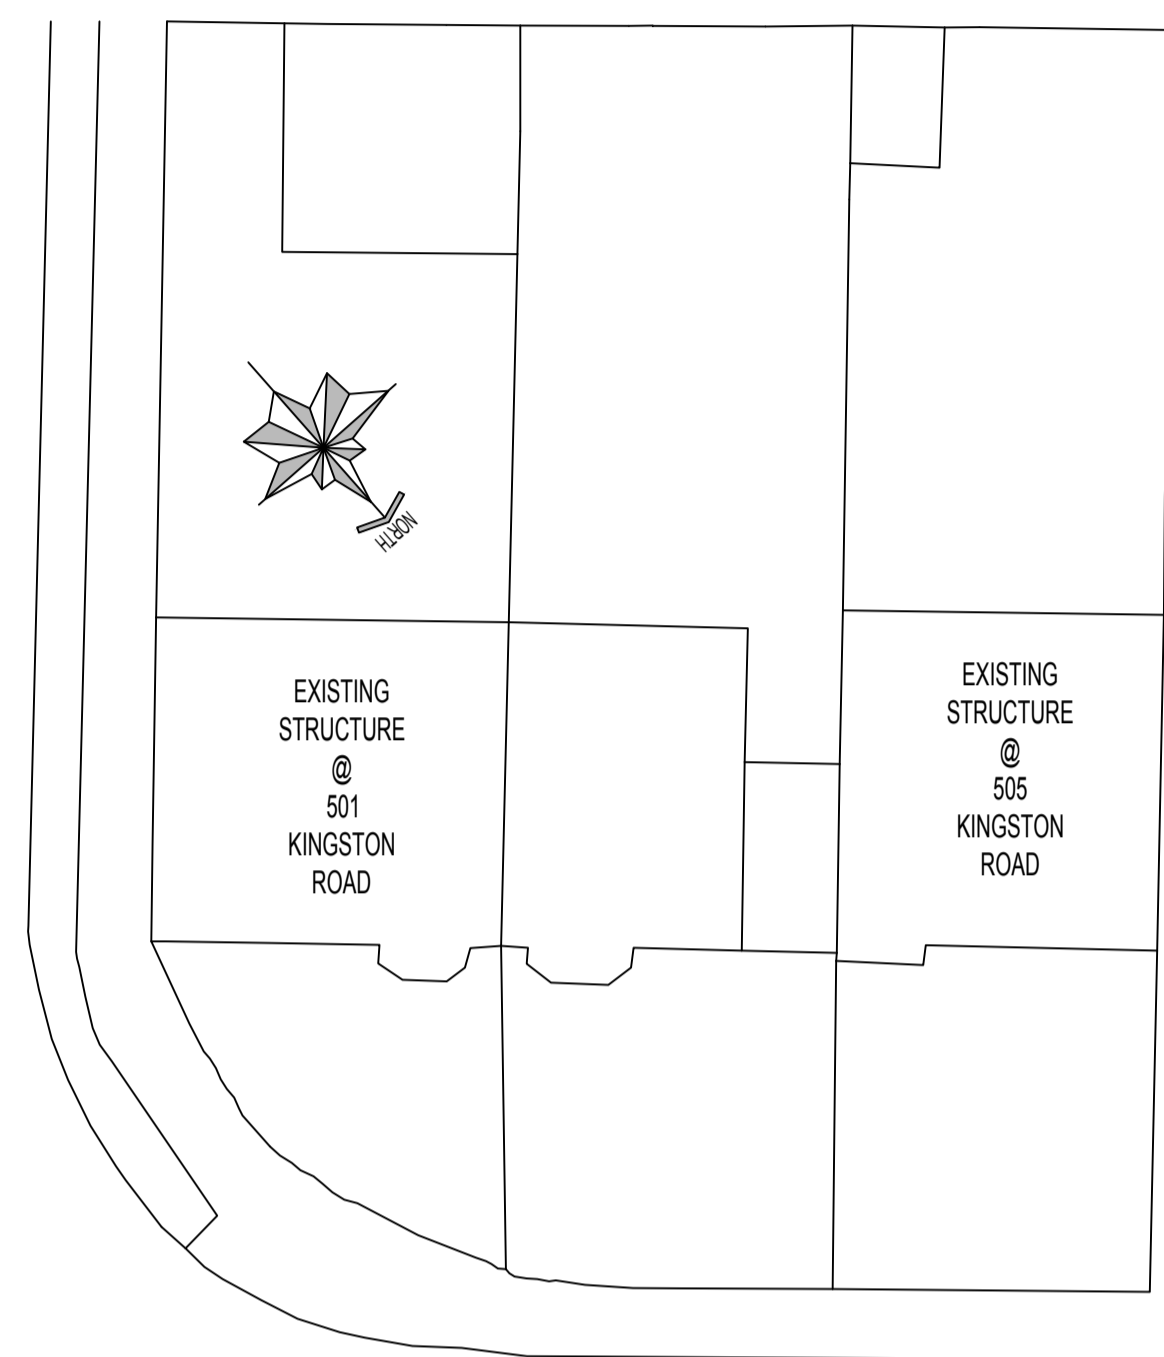 NORTH
EXISTING
STRUCTURE
@
501
KINGSTON
ROAD
EXISTING
STRUCTURE
@
505
KINGSTON
ROAD